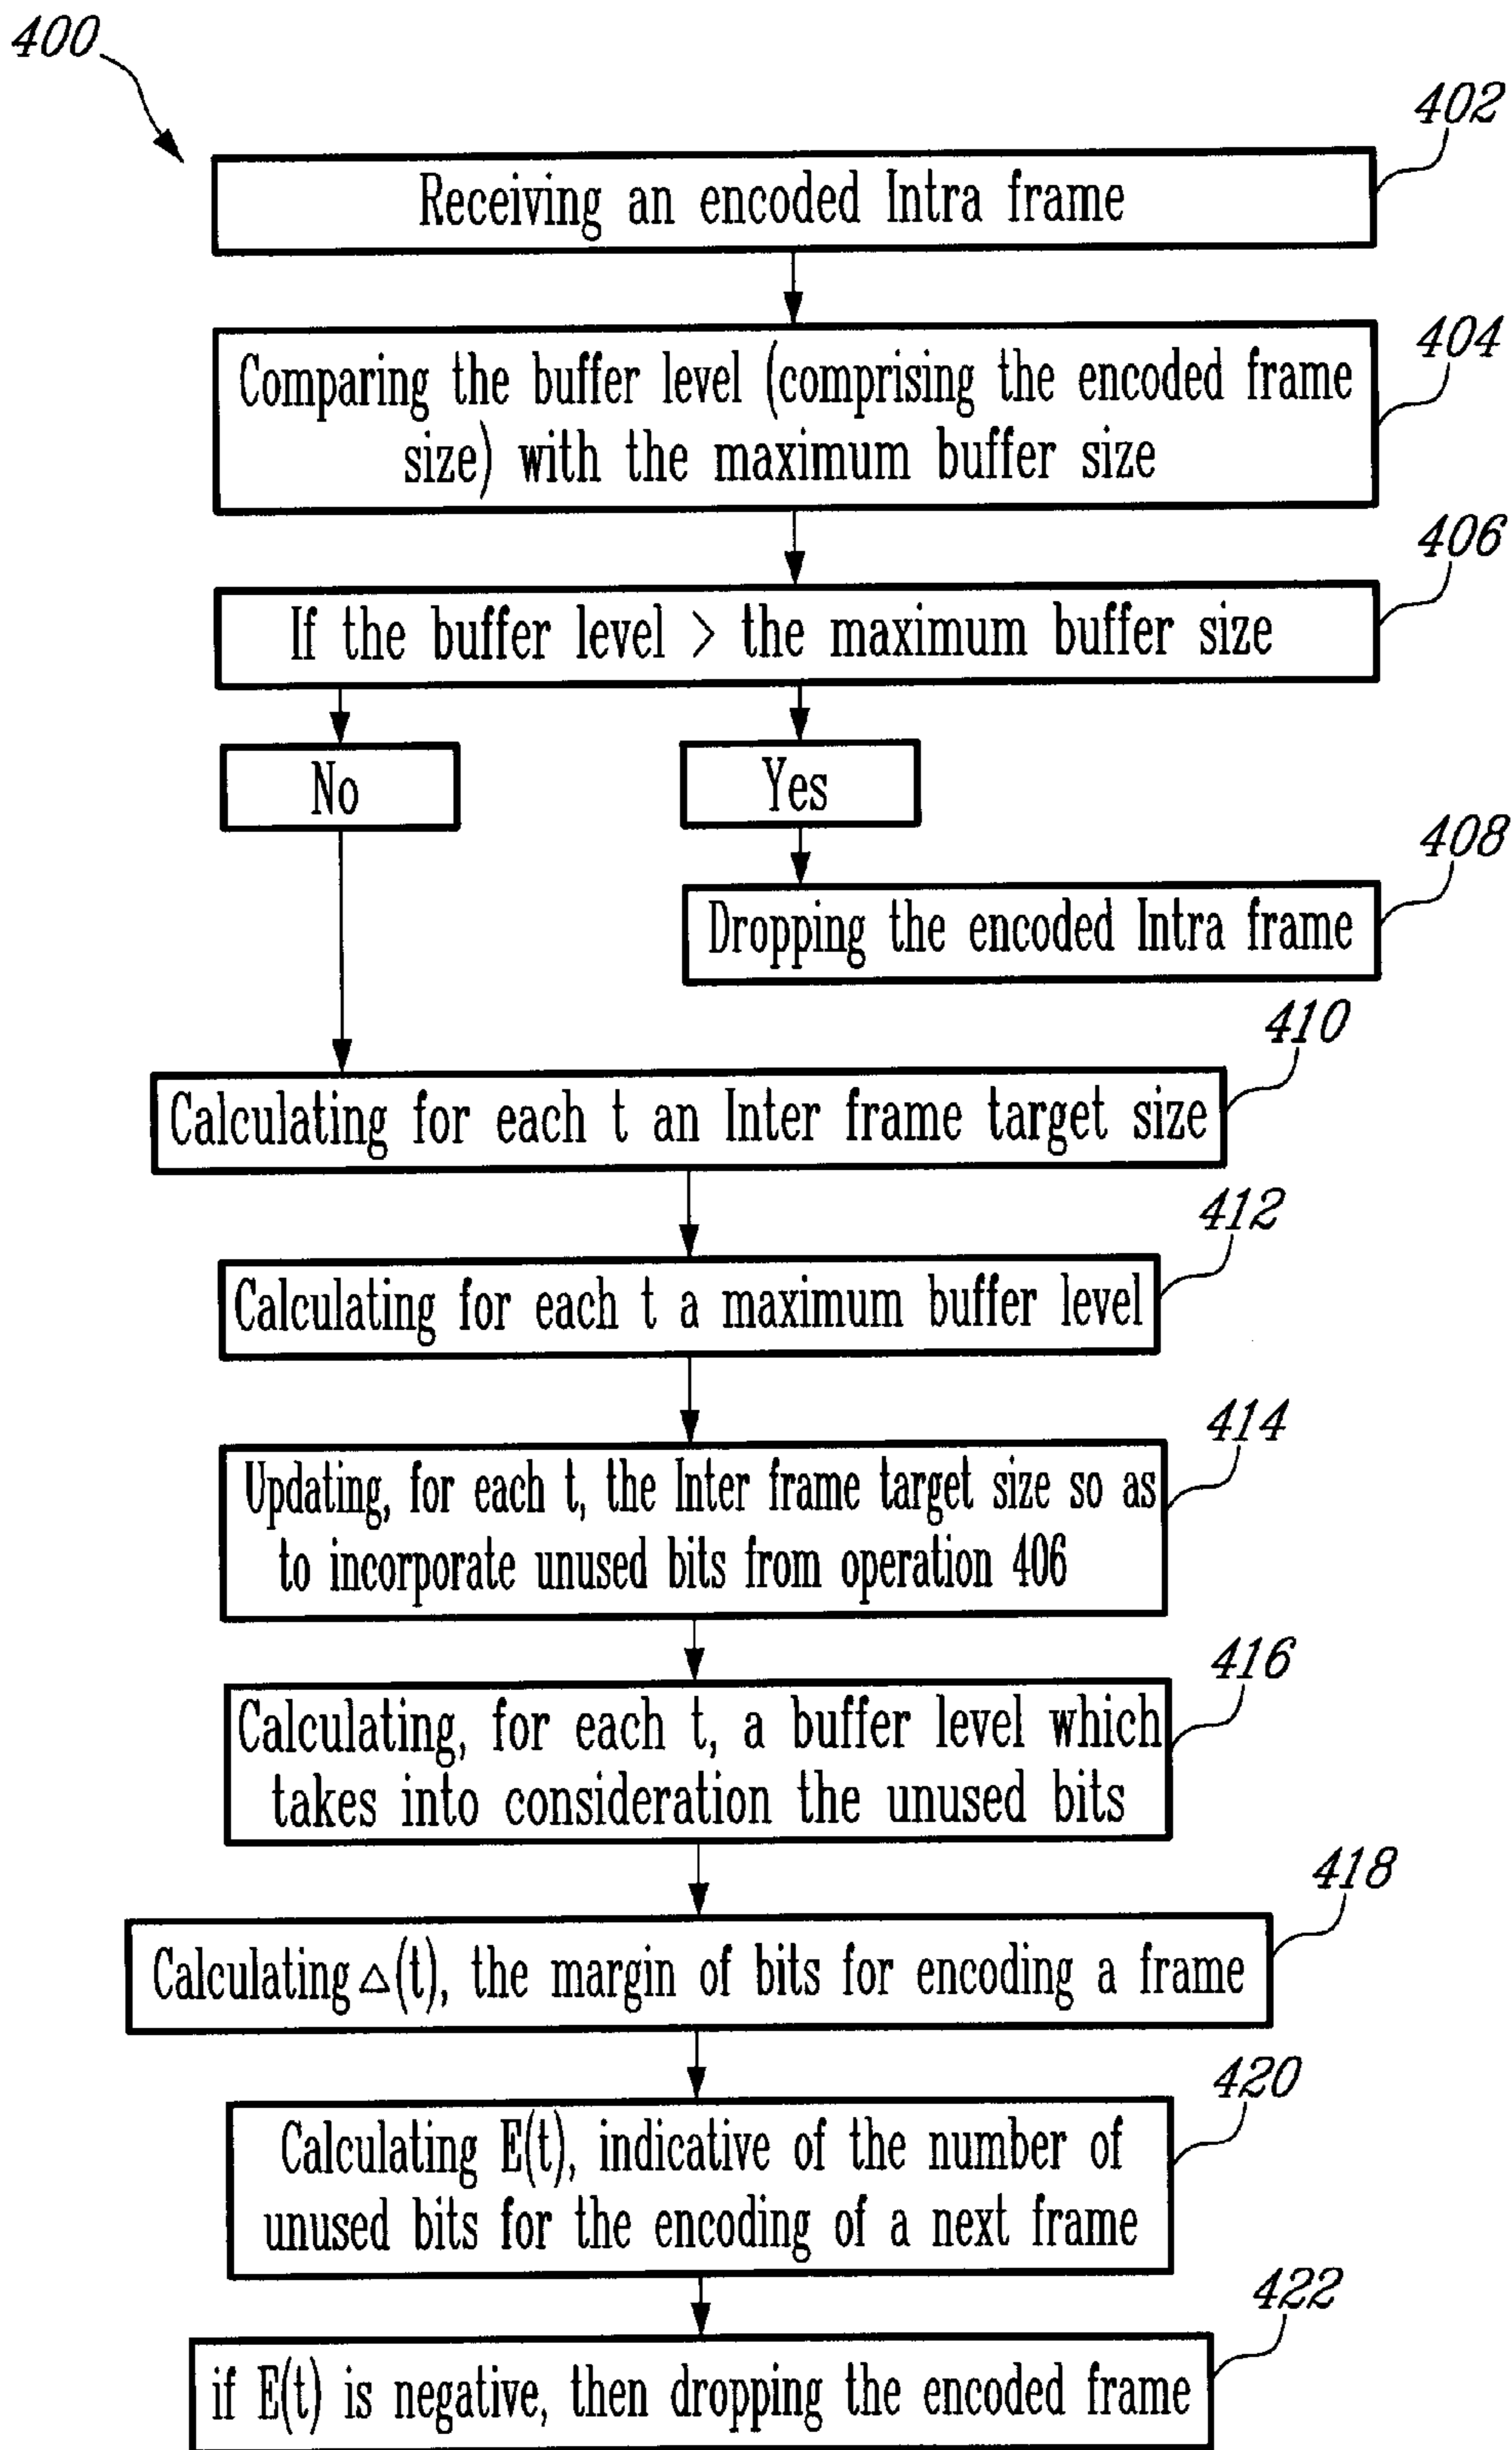 400
402
Receiving an encoded Intra frame
404
Comparing the buffer level (comprising the encoded frame
size) with the maximum buffer size
406
If the buffer level > the maximum buffer size
No
Yes
408
Dropping the encoded Intra frame
410
Calculating for each t an Inter frame target size
412
Calculating for each t a maximum buffer level
414
Updating, for each t, the Inter frame target size so as
to incorporate unused bits from operation 406
416
Calculating, for each t, a buffer level which
takes into consideration the unused bits
418
Calculating △(t), the margin of bits for encoding a frame
420
Calculating E(t), indicative of the number of
unused bits for the encoding of a next frame
422
if E(t) is negative, then dropping the encoded frame